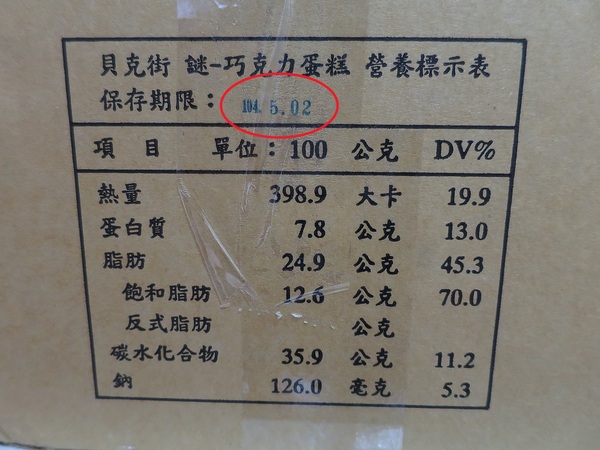 貝克街 謎-巧克力蛋糕 營養標示表
保存期限：104. 5. 02
項 目 單位：100 公克 DV%
熱量 398.9 大卡 19.9
蛋白質 7.8 公克 13.0
脂肪 24.9 公克 45.3
飽和脂肪 12.6 公克 70.0
反式脂肪 公克
碳水化合物 35.9 公克 11.2
鈉 126.0 毫克 5.3